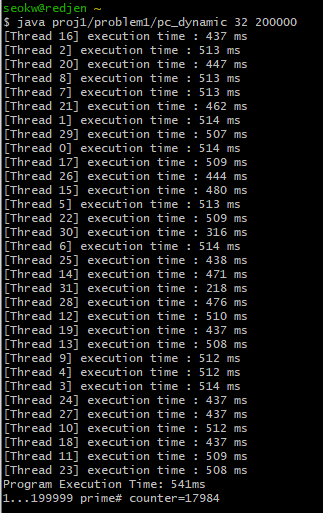 seokw@redjen ~
$ java proj1/problem1/pc_dynamic 32 200000
[Thread 16] execution time : 437 ms
[Thread 2] execution time : 513 ms
[Thread 20] execution time : 447 ms
[Thread 8] execution time : 513 ms
[Thread 7] execution time : 513 ms
[Thread 21] execution time : 462 ms
[Thread 1] execution time : 514 ms
[Thread 29] execution time : 507 ms
[Thread 0] execution time : 514 ms
[Thread 17] execution time : 509 ms
[Thread 26] execution time : 444 ms
[Thread 15] execution time : 480 ms
[Thread 5] execution time : 513 ms
[Thread 22] execution time : 509 ms
[Thread 30] execution time : 316 ms
[Thread 6] execution time : 514 ms
[Thread 25] execution time : 438 ms
[Thread 14] execution time : 471 ms
[Thread 31] execution time : 218 ms
[Thread 28] execution time : 476 ms
[Thread 12] execution time : 510 ms
[Thread 19] execution time : 437 ms
[Thread 13] execution time : 508 ms
[Thread 9] execution time : 512 ms
[Thread 4] execution time : 512 ms
[Thread 3] execution time : 514 ms
[Thread 24] execution time : 437 ms
[Thread 27] execution time : 437 ms
[Thread 10] execution time : 512 ms
[Thread 18] execution time : 437 ms
[Thread 11] execution time : 509 ms
[Thread 23] execution time : 508 ms
Program Execution Time: 541ms
1...199999 prime# counter=17984